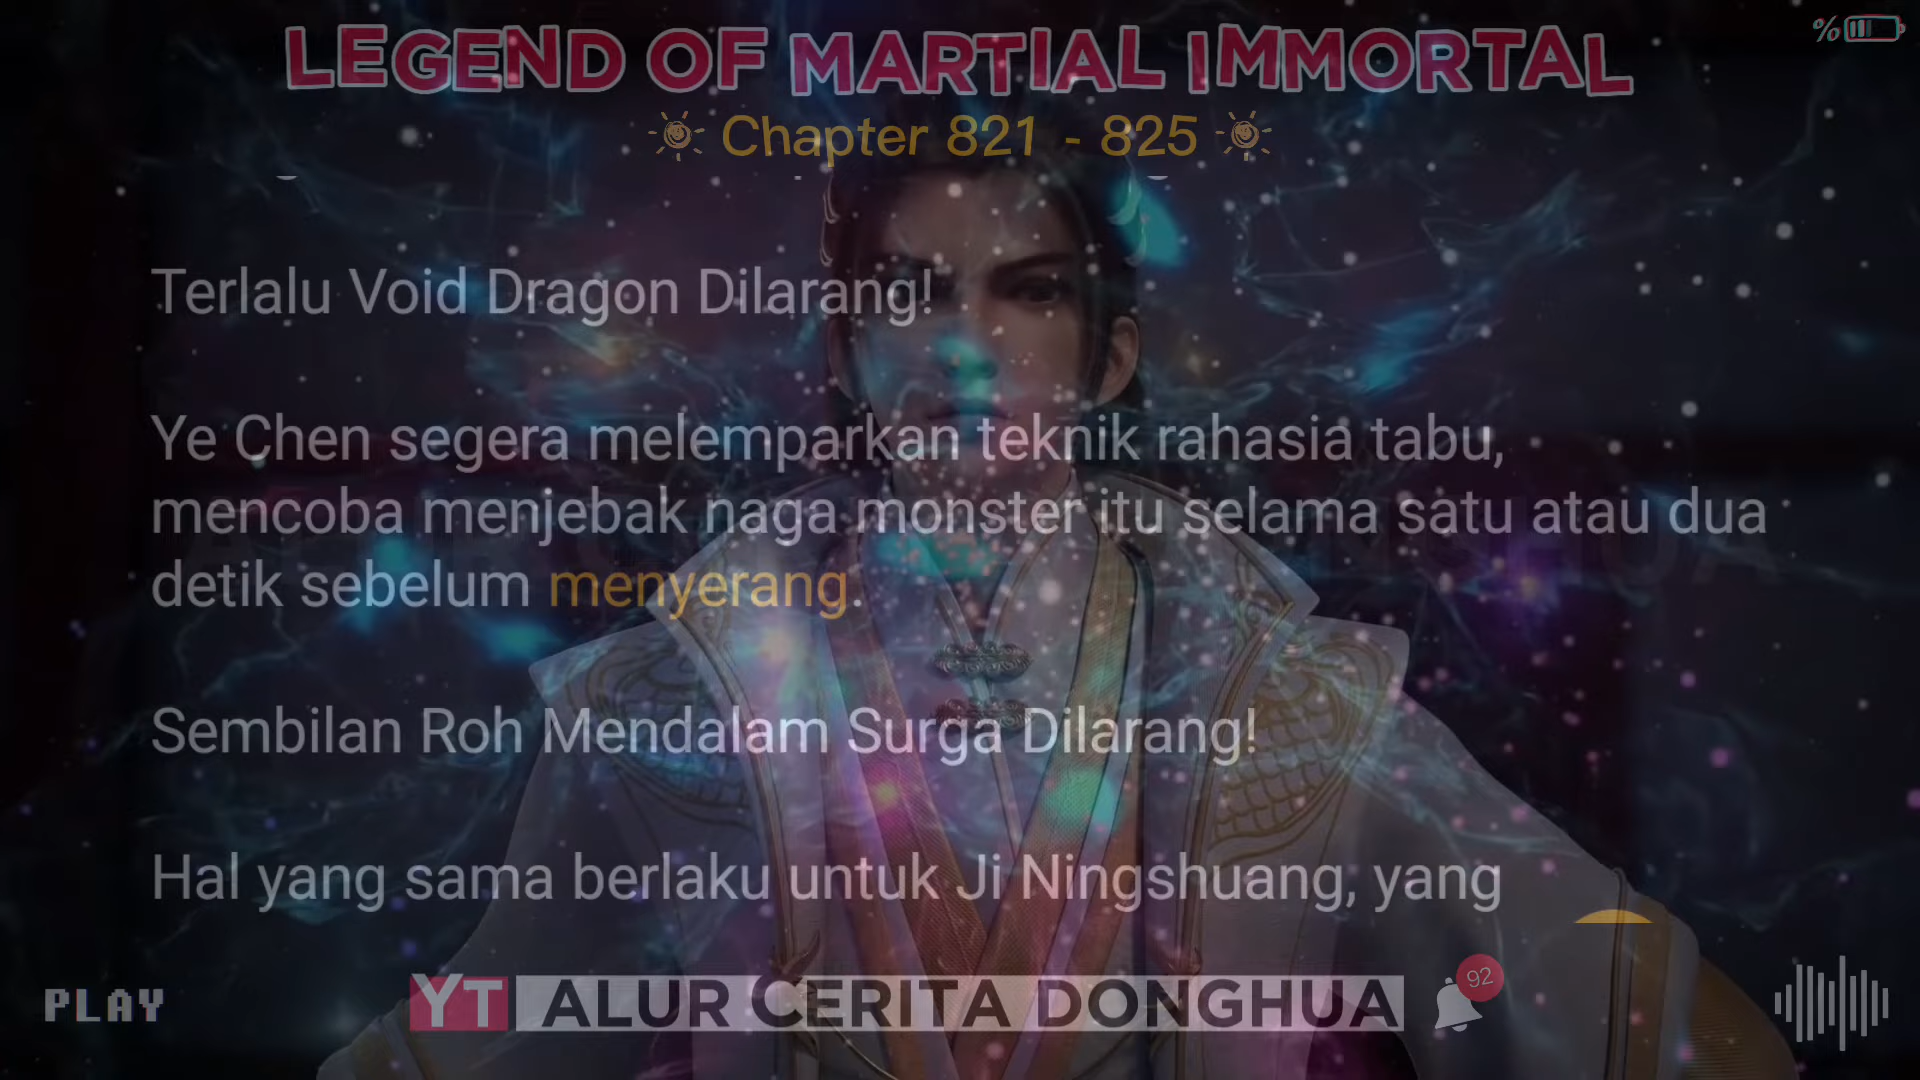 LEGEND OF MARTIAL IMMORTAL
%
Chapter 821 - 825
Terlalu Void Dragon Dilarang!
Ye Chen segera melemparkan teknik rahasia tabu,
mencoba menjebak naga monster itu selama satu atau dua
detik sebelum menyerang.
Sembilan Roh Mendalam Surga Dilarang!
Hal yang sama berlaku untuk Ji Ningshuang, yang
PLAY
YT ALUR CERITA DONGHUA
92